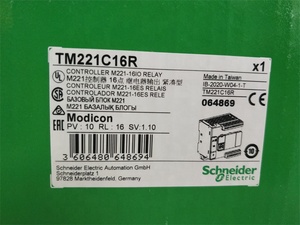 TM221C16R
x1
CONTROLLER M221-16IO RELAY
M221控制器 16点 继电器输出 紧凑型
CONTROLEUR M221-16ES RELAIS
CONTROLADOR M221-16ES RELE
БАЗОВЫЙ БЛОК M221
M221 БАЗАЛЫҚ БЛОГЫ
Made in Taiwan
IB-2020-W04-1-T
TM221C16R
064869
Modicon
PV : 10 RL : 16 SV:1.10
3 606480 648694
Schneider Electric Automation GmbH
Schneiderplatz 1
97828 Marktheidenfeld, Germany
Schneider
Electric
10